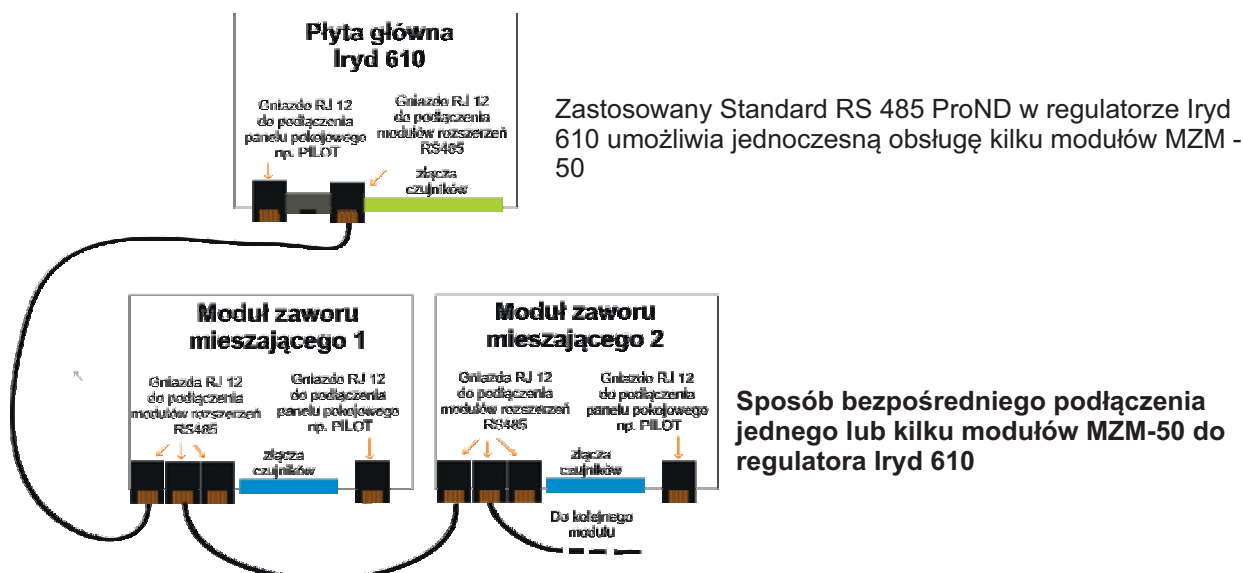 Płyta główna
Iryd 610
Gniazdo RJ 12
do podłączenia
panelu pokojowego
np. PILOT
Gniazdo RJ 12
do podłączenia
modułów rozszerzeń
RS485
złącza
czujników
Zastosowany Standard RS 485 ProND w regulatorze Iryd
610 umożliwia jednoczesną obsługę kilku modułów MZM -
50
Moduł zaworu
mieszającego 1
Gniazda RJ 12
do podłączenia
modułów rozszerzeń
RS485
złącza
czujników
Gniazdo RJ 12
do podłączenia
panelu pokojowego
np. PILOT
Moduł zaworu
mieszającego 2
Gniazda RJ 12
do podłączenia
modułów rozszerzeń
RS485
złącza
czujników
Gniazdo RJ 12
do podłączenia
panelu pokojowego
np. PILOT
Do kolejnego
modułu
Sposób bezpośredniego podłączenia
jednego lub kilku modułów MZM-50 do
regulatora Iryd 610